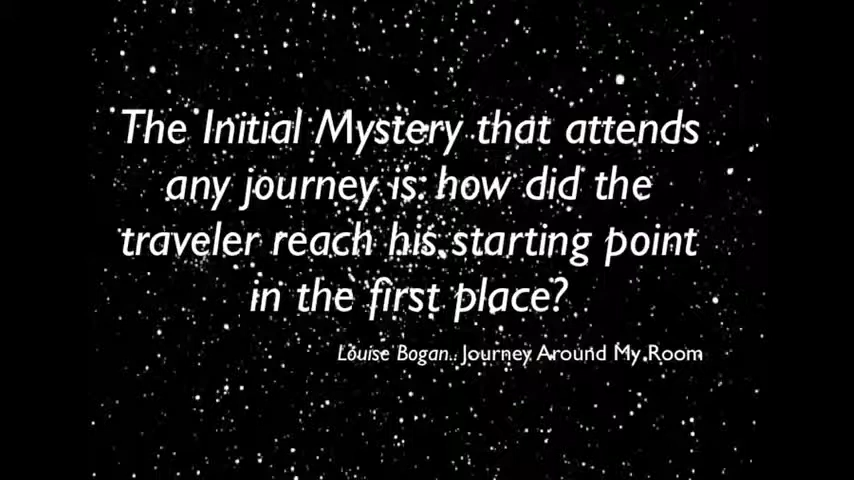 The Initial Mystery that attends
any journey is: how did the
traveler reach his starting point
in the first place?
Louise Bogan. Journey Around My Room